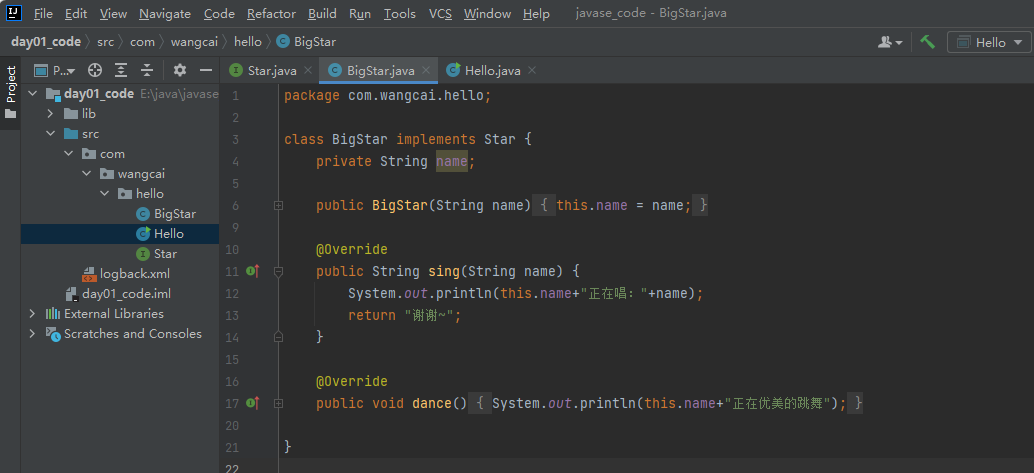 File Edit View Navigate Code Refactor Build Run Tools VCS Window Help javase_code - BigStar.java
day01_code src com wangcai hello BigStar Hello
Project
P... Star.java BigStar.java Hello.java
day01_code E:\java\javase
lib
src
com
wangcai
hello
BigStar
Hello
Star
logback.xml
day01_code.iml
External Libraries
Scratches and Consoles
1 package com.wangcai.hello;
2
3 class BigStar implements Star {
4 private String name;
5
6 public BigStar(String name) { this.name = name; }
9
10 @Override
11 public String sing(String name) {
12 System.out.println(this.name+"正在唱："+name);
13 return "谢谢~";
14 }
15
16 @Override
17 public void dance() { System.out.println(this.name+"正在优美的跳舞"); }
20
21 }
22